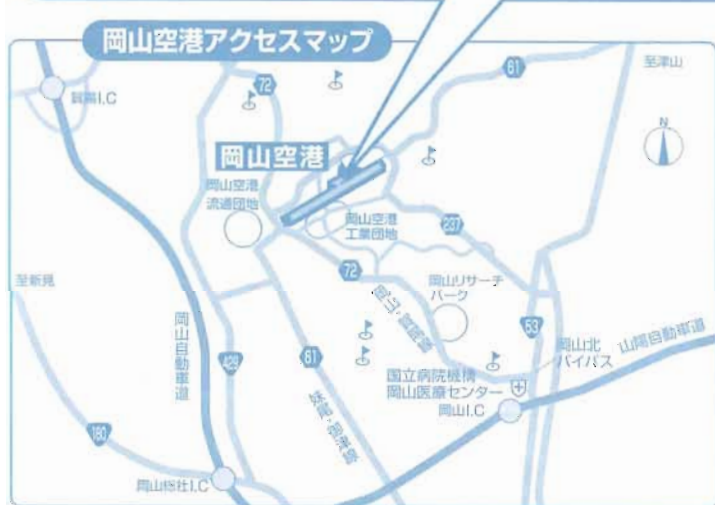 岡山空港アクセスマップ
至津山
72
61
賀陽I.C
N
岡山空港
岡山空港
流通団地
岡山空港
工業団地
237
72
岡山リサーチ
パーク
至新見
岡山自動車道
53
岡山北
バイパス
山陽自動車道
429
61
国立病院機構
岡山医療センター
岡山I.C
180
岡山総社I.C